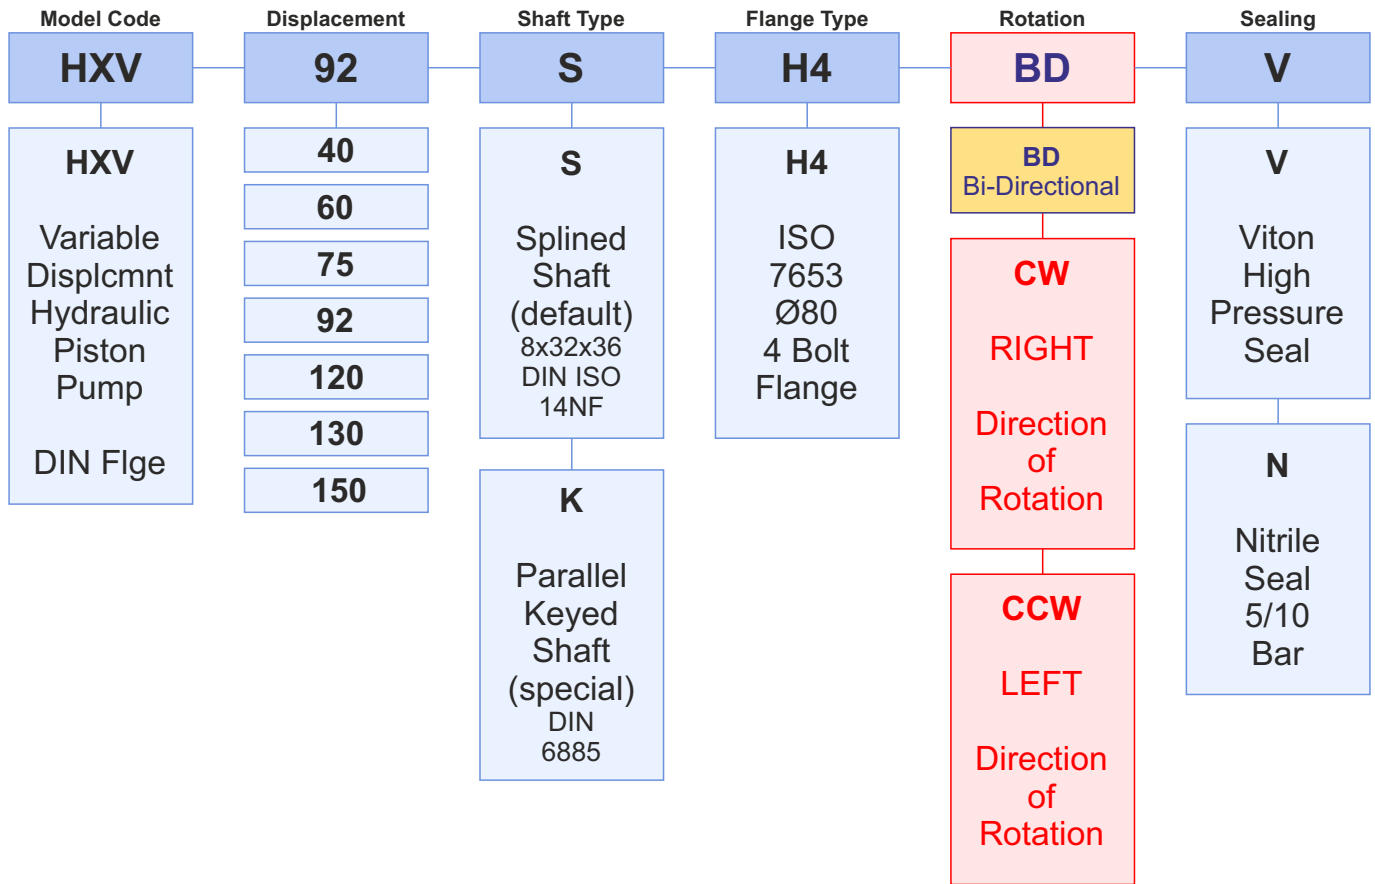 Model Code
Displacement
Shaft Type
Flange Type
Rotation
Sealing
HXV
92
S
H4
BD
V
HXV
Variable
Displcmnt
Hydraulic
Piston
Pump
DIN Flge
40
60
75
92
120
130
150
S
Splined
Shaft
(default)
8x32x36
DIN ISO
14NF
K
Parallel
Keyed
Shaft
(special)
DIN
6885
H4
ISO
7653
Ø80
4 Bolt
Flange
BD
Bi-Directional
CW
RIGHT
Direction
of
Rotation
CCW
LEFT
Direction
of
Rotation
V
Viton
High
Pressure
Seal
N
Nitrile
Seal
5/10
Bar